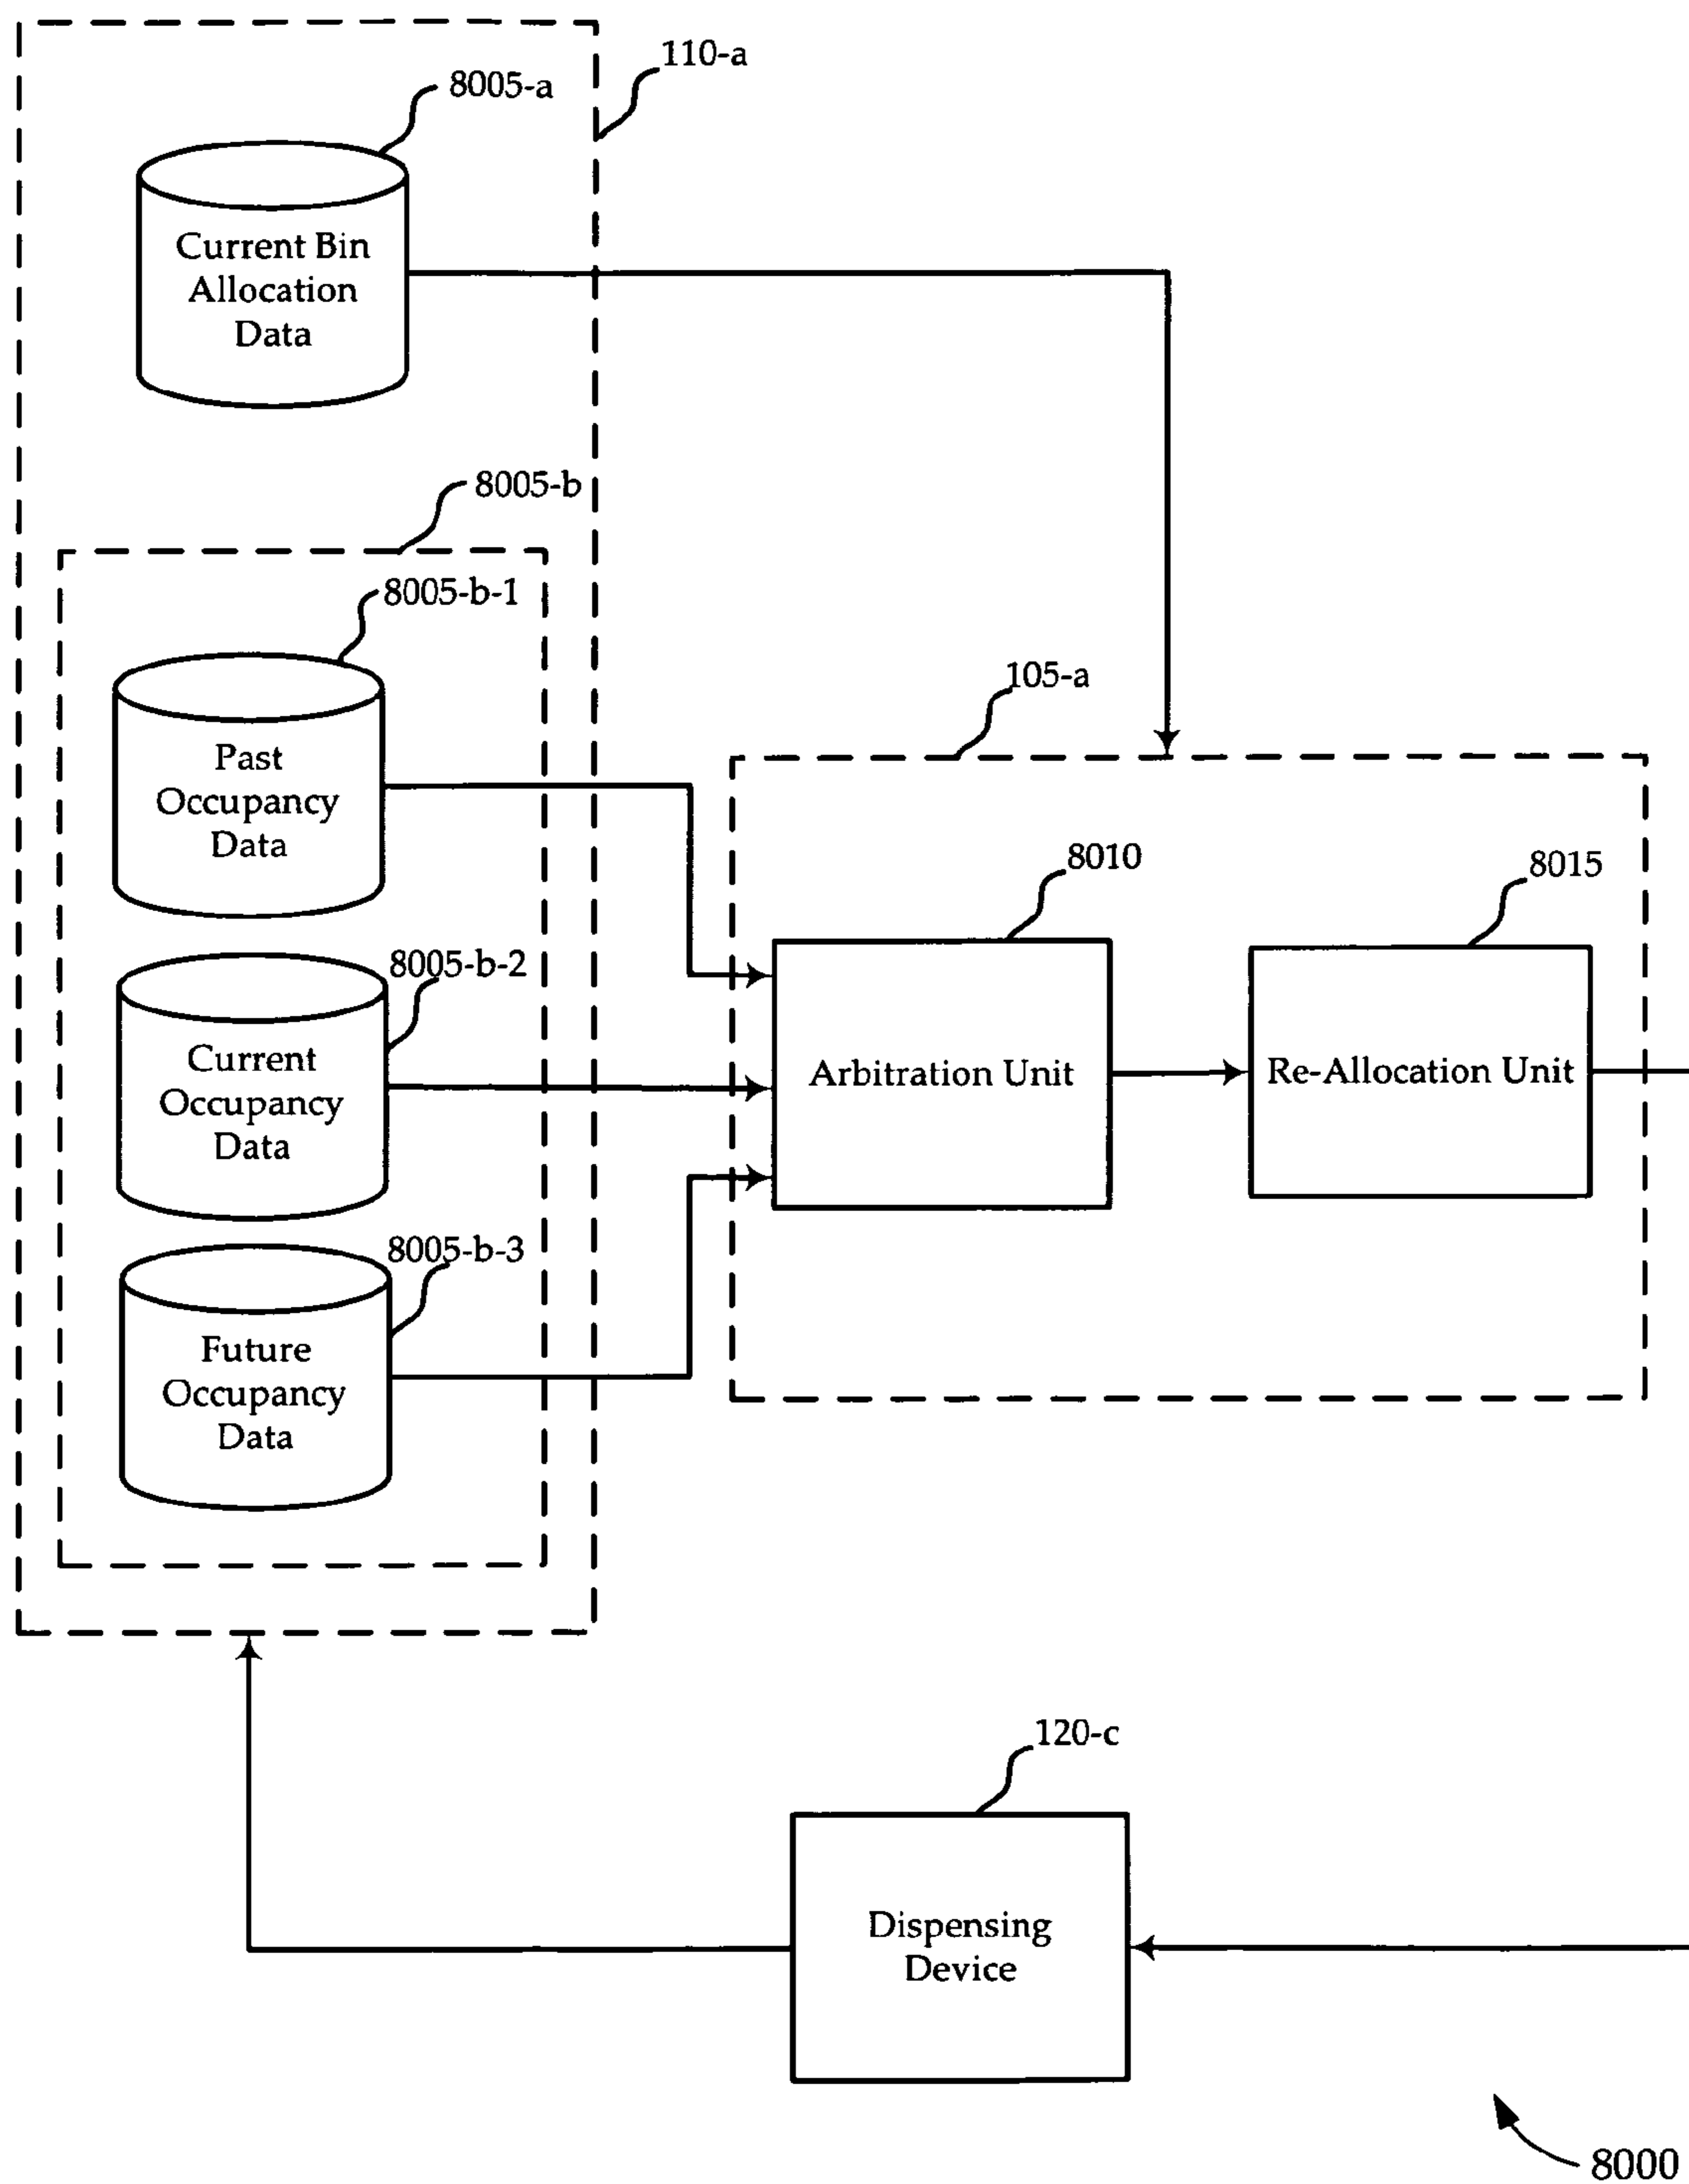 110-a
8005-a
Current Bin
Allocation
Data
8005-b
8005-b-1
Past
Occupancy
Data
105-a
8010
8015
8005-b-2
Current
Occupancy
Data
Arbitration Unit
Re-Allocation Unit
8005-b-3
Future
Occupancy
Data
120-c
Dispensing
Device
8000